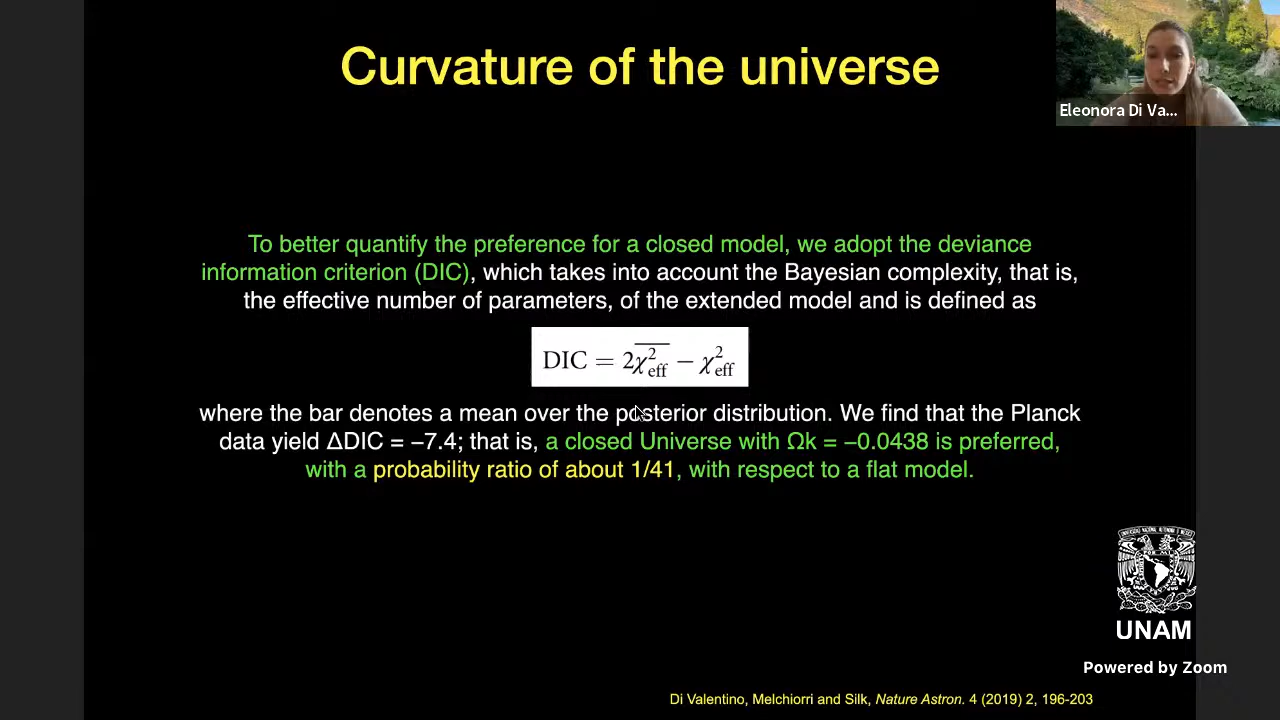 Curvature of the universe
Eleonora Di Va...
To better quantify the preference for a closed model, we adopt the deviance
information criterion (DIC), which takes into account the Bayesian complexity, that is,
the effective number of parameters, of the extended model and is defined as
DIC = 2\overline{χ²_eff} − χ²_eff
where the bar denotes a mean over the posterior distribution. We find that the Planck
data yield ΔDIC = −7.4; that is, a closed Universe with Ωk = −0.0438 is preferred,
with a probability ratio of about 1/41, with respect to a flat model.
UNAM
Powered by Zoom
Di Valentino, Melchiorri and Silk, Nature Astron. 4 (2019) 2, 196-203